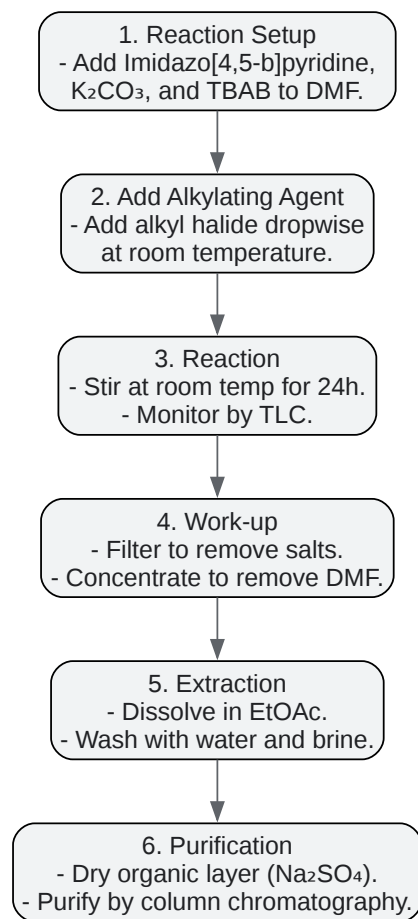 1. Reaction Setup
- Add Imidazo[4,5-b]pyridine,
K₂CO₃, and TBAB to DMF.
2. Add Alkylating Agent
- Add alkyl halide dropwise
at room temperature.
3. Reaction
- Stir at room temp for 24h.
- Monitor by TLC.
4. Work-up
- Filter to remove salts.
- Concentrate to remove DMF.
5. Extraction
- Dissolve in EtOAc.
- Wash with water and brine.
6. Purification
- Dry organic layer (Na₂SO₄).
- Purify by column chromatography.